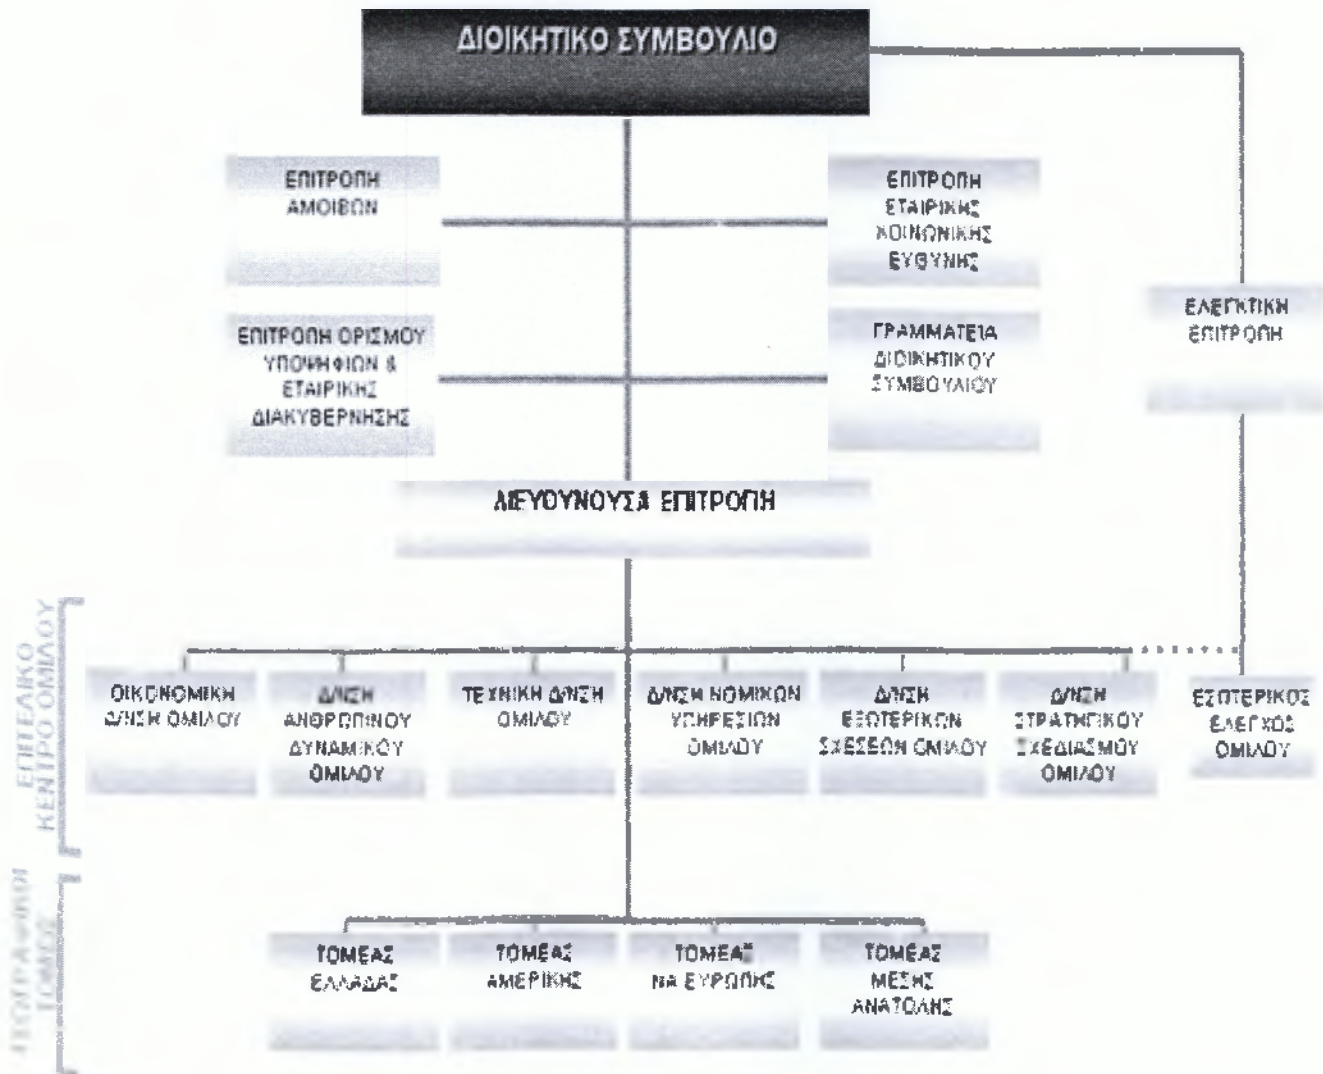 ΔΙΟΙΚΗΤΙΚΟ ΣΥΜΒΟΥΛΙΟ
ΕΠΙΤΡΟΠΗ
ΑΜΟΙΒΩΝ
ΕΠΙΤΡΟΠΗ
ΕΤΑΙΡΙΚΗΣ
ΚΟΙΝΩΝΙΚΗΣ
ΕΥΘΥΝΗΣ
ΕΠΙΤΡΟΠΗ ΟΡΙΣΜΟΥ
ΥΠΟΨΗΦΙΩΝ &
ΕΤΑΙΡΙΚΗΣ
ΔΙΑΚΥΒΕΡΝΗΣΗΣ
ΓΡΑΜΜΑΤΕΙΑ
ΔΙΟΙΚΗΤΙΚΟΥ
ΣΥΜΒΟΥΛΙΟΥ
ΕΛΕΓΚΤΙΚΗ
ΕΠΙΤΡΟΠΗ
ΔΙΕΥΘΥΝΟΥΣΑ ΕΠΙΤΡΟΠΗ
ΕΠΙΤΕΛΙΚΟ
ΚΕΝΤΡΟ ΟΜΙΛΟΥ
ΟΙΚΟΝΟΜΙΚΗ
Δ/ΝΣΗ ΟΜΙΛΟΥ
Δ/ΝΣΗ
ΑΝΘΡΩΠΙΝΟΥ
ΔΥΝΑΜΙΚΟΥ
ΟΜΙΛΟΥ
ΤΕΧΝΙΚΗ Δ/ΝΣΗ
ΟΜΙΛΟΥ
Δ/ΝΣΗ ΝΟΜΙΚΩΝ
ΥΠΗΡΕΣΙΩΝ
ΟΜΙΛΟΥ
Δ/ΝΣΗ
ΕΞΩΤΕΡΙΚΩΝ
ΣΧΕΣΕΩΝ ΟΜΙΛΟΥ
Δ/ΝΣΗ
ΣΤΡΑΤΗΓΙΚΟΥ
ΣΧΕΔΙΑΣΜΟΥ
ΟΜΙΛΟΥ
ΕΣΩΤΕΡΙΚΟΣ
ΕΛΕΓΧΟΣ
ΟΜΙΛΟΥ
ΓΕΩΓΡΑΦΙΚΟΙ
ΤΟΜΕΙΣ
ΤΟΜΕΑΣ
ΕΛΛΑΔΑΣ
ΤΟΜΕΑΣ
ΑΜΕΡΙΚΗΣ
ΤΟΜΕΑΣ
ΝΑ ΕΥΡΩΠΗΣ
ΤΟΜΕΑΣ
ΜΕΣΗΣ
ΑΝΑΤΟΛΗΣ